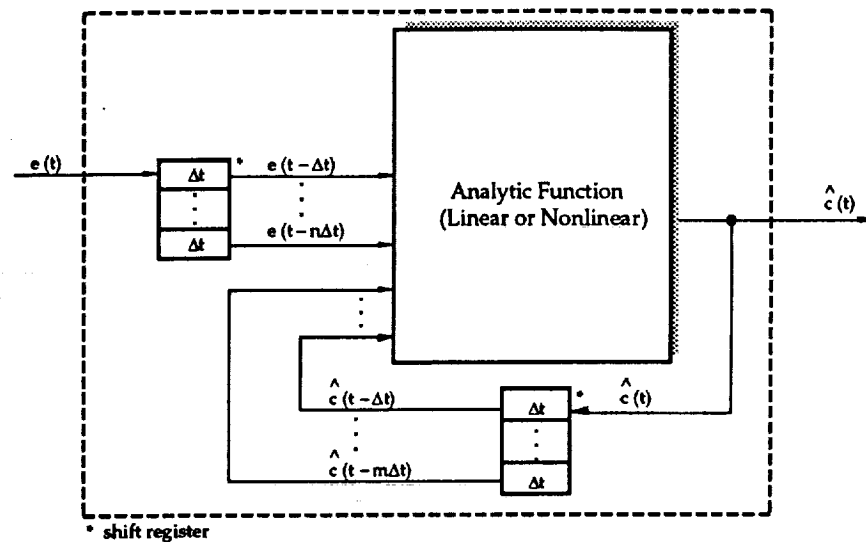 e (t)
Δt
*
e (t – Δt)
Δt
e (t – nΔt)
Analytic Function
(Linear or Nonlinear)
ĉ (t)
ĉ (t – Δt)
Δt
*
ĉ (t)
ĉ (t – mΔt)
Δt
* shift register